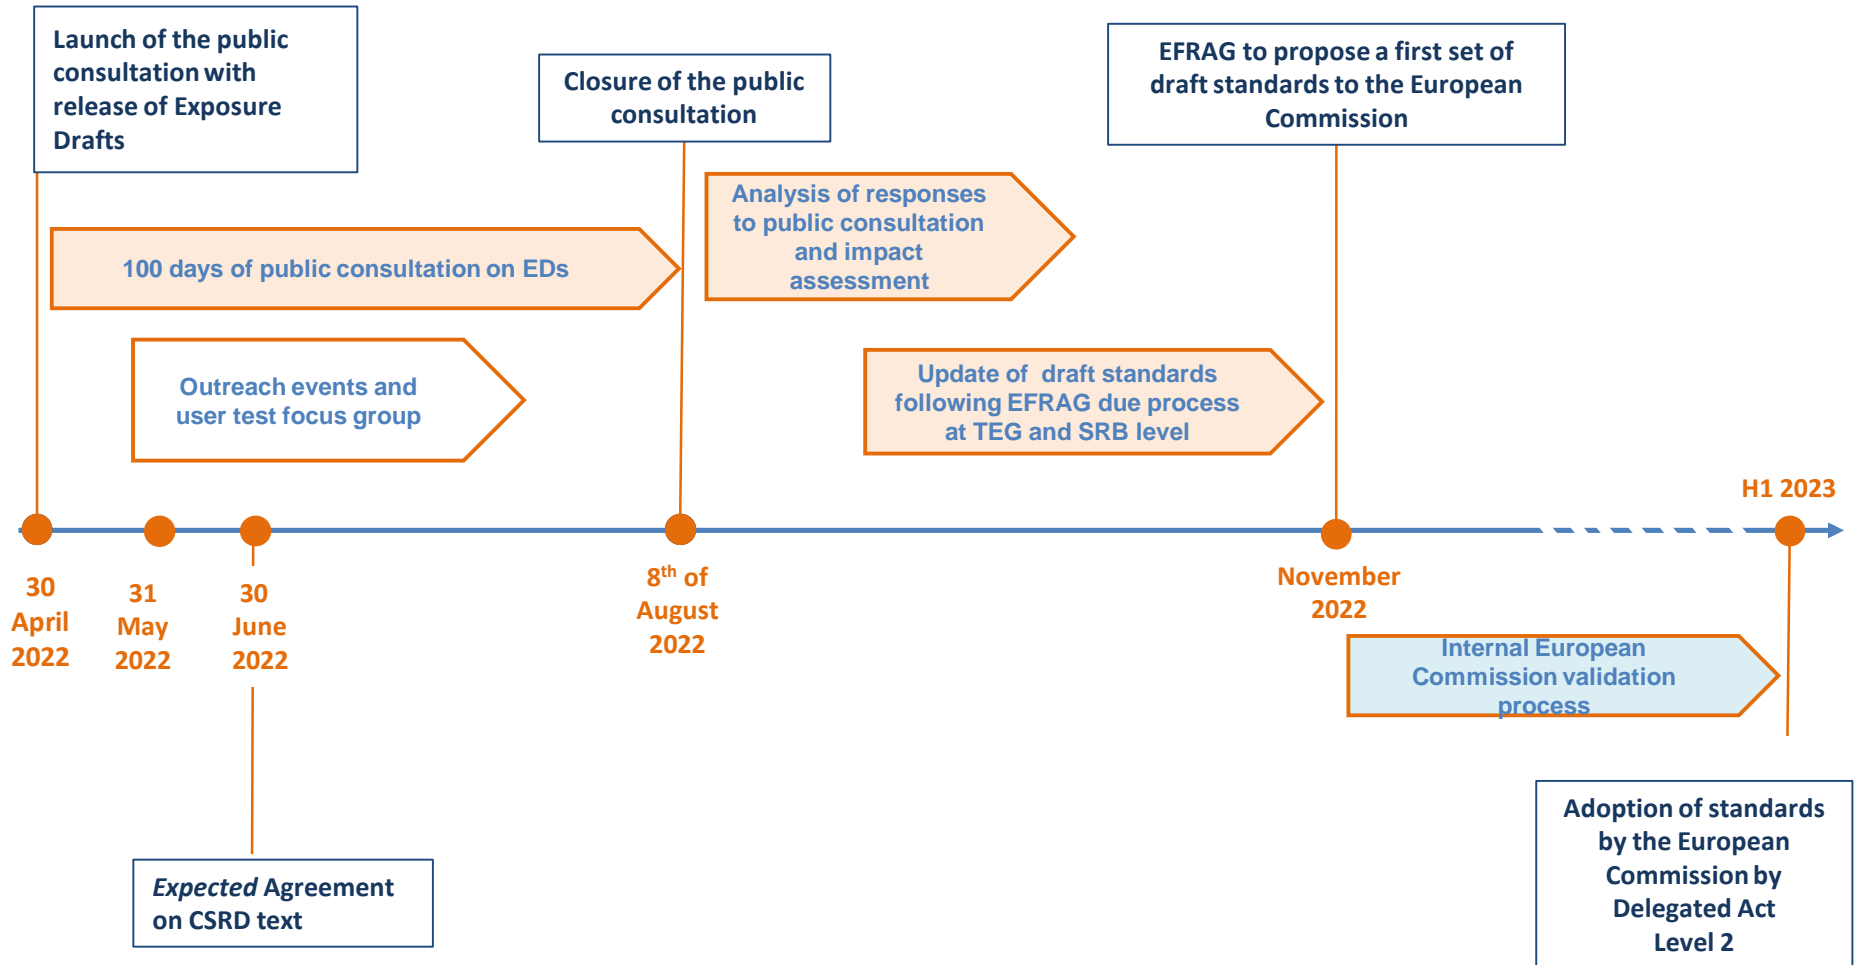 Launch of the public
consultation with
release of Exposure
Drafts
Closure of the public
consultation
EFRAG to propose a first set of
draft standards to the European
Commission
Analysis of responses
to public consultation
and impact
assessment
100 days of public consultation on EDs
Outreach events and
user test focus group
Update of draft standards
following EFRAG due process
at TEG and SRB level
H1 2023
30
April
2022
31
May
2022
30
June
2022
8th of
August
2022
November
2022
Internal European
Commission validation
process
Expected Agreement
on CSRD text
Adoption of standards
by the European
Commission by
Delegated Act
Level 2